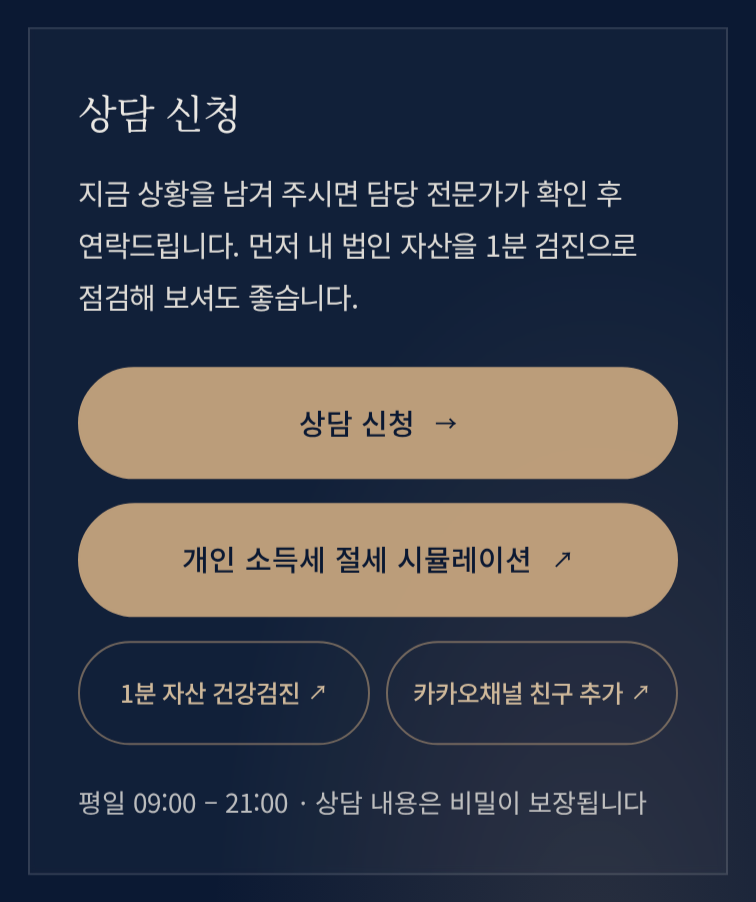 상담 신청
지금 상황을 남겨 주시면 담당 전문가가 확인 후
연락드립니다. 먼저 내 법인 자산을 1분 검진으로
점검해 보셔도 좋습니다.
상담 신청 →
개인 소득세 절세 시뮬레이션 ↗
1분 자산 건강검진 ↗
카카오채널 친구 추가 ↗
평일 09:00 – 21:00 · 상담 내용은 비밀이 보장됩니다